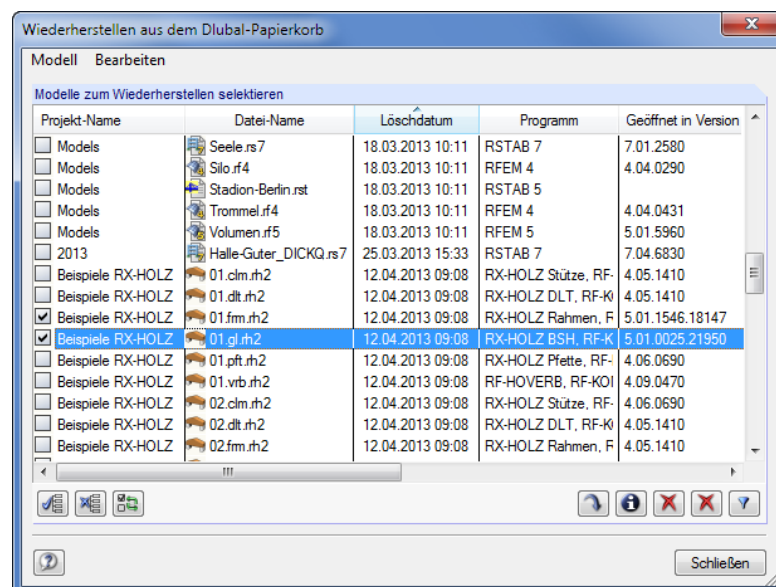 Wiederherstellen aus dem Dlubal-Papierkorb
Modell Bearbeiten
Modelle zum Wiederherstellen selektieren
Projekt-Name Datei-Name Löschdatum Programm Geöffnet in Version
Models Seele.rs7 18.03.2013 10:11 RSTAB 7 7.01.2580
Models Silo.rf4 18.03.2013 10:11 RFEM 4 4.04.0290
Models Stadion-Berlin.rst 18.03.2013 10:11 RSTAB 5
Models Trommel.rf4 18.03.2013 10:11 RFEM 4 4.04.0431
Models Volumen.rf5 18.03.2013 10:11 RFEM 5 5.01.5960
2013 Halle-Guter_DICKQ.rs7 25.03.2013 15:33 RSTAB 7 7.04.6830
Beispiele RX-HOLZ 01.clm.rh2 12.04.2013 09:08 RX-HOLZ Stütze, RF- 4.05.1410
Beispiele RX-HOLZ 01.dlt.rh2 12.04.2013 09:08 RX-HOLZ DLT, RF-K 4.05.1410
Beispiele RX-HOLZ 01.frm.rh2 12.04.2013 09:08 RX-HOLZ Rahmen, R 5.01.1546.18147
Beispiele RX-HOLZ 01.gl.rh2 12.04.2013 09:08 RX-HOLZ BSH, RF-K 5.01.0025.21950
Beispiele RX-HOLZ 01.pft.rh2 12.04.2013 09:08 RX-HOLZ Pfette, RF- 4.06.0690
Beispiele RX-HOLZ 01.vrb.rh2 12.04.2013 09:08 RF-HOVERB, RF-KOI 4.09.0470
Beispiele RX-HOLZ 02.clm.rh2 12.04.2013 09:08 RX-HOLZ Stütze, RF- 4.06.0690
Beispiele RX-HOLZ 02.dlt.rh2 12.04.2013 09:08 RX-HOLZ DLT, RF-K 4.05.1410
Beispiele RX-HOLZ 02.frm.rh2 12.04.2013 09:08 RX-HOLZ Rahmen, R 4.05.1410
Schließen